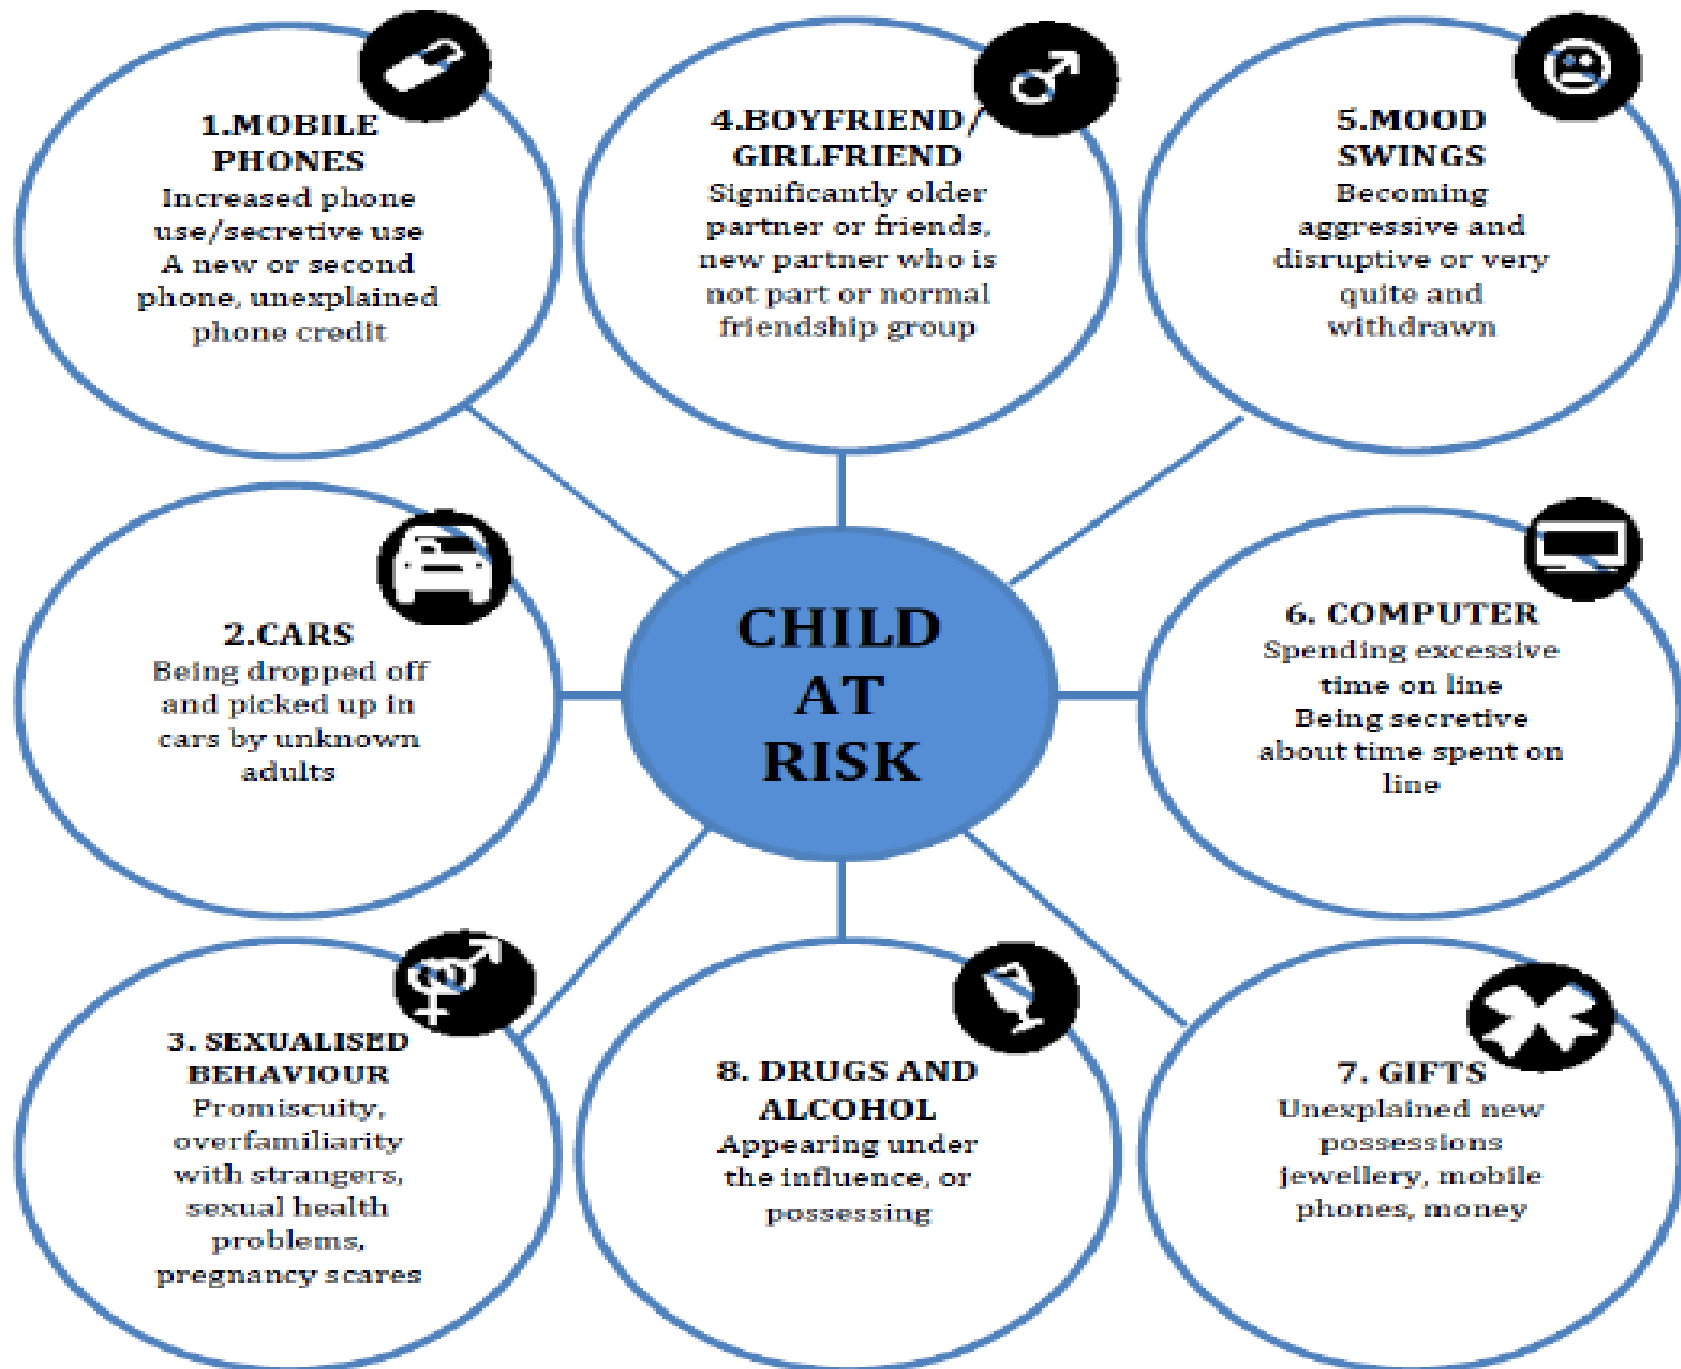 1.MOBILE
PHONES
Increased phone
use/secretive use
A new or second
phone, unexplained
phone credit
4.BOYFRIEND/
GIRLFRIEND
Significantly older
partner or friends,
new partner who is
not part or normal
friendship group
5.MOOD
SWINGS
Becoming
aggressive and
disruptive or very
quite and
withdrawn
2.CARS
Being dropped off
and picked up in
cars by unknown
adults
CHILD
AT
RISK
6. COMPUTER
Spending excessive
time on line
Being secretive
about time spent on
line
3. SEXUALISED
BEHAVIOUR
Promiscuity,
overfamiliarity
with strangers,
sexual health
problems,
pregnancy scares
8. DRUGS AND
ALCOHOL
Appearing under
the influence, or
possessing
7. GIFTS
Unexplained new
possessions
jewellery, mobile
phones, money